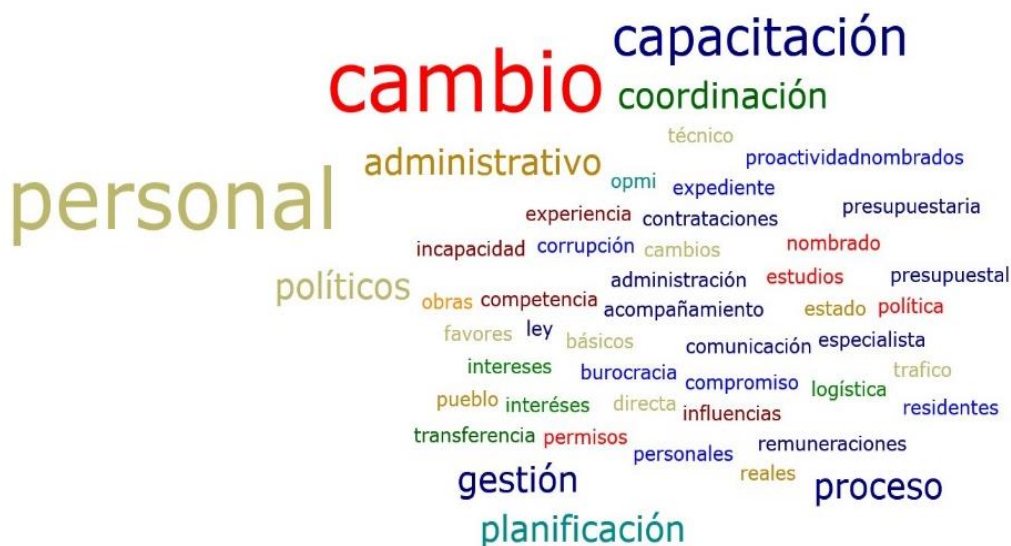 capacitación
cambio
coordinación
técnico
administrativo
proactividadnombrados
opmi
expediente
personal
experiencia
contrataciones
presupuestaria
incapacidad
corrupción
cambios
nombrado
políticos
administración
estudios
presupuestal
obras
competencia
acompañamiento
estado
política
favores
ley
básicos
comunicación
especialista
intereses
burocracia
compromiso
logística
trafico
pueblo
interéses
directa
influencias
residentes
transferencia
permisos
personales
remuneraciones
gestión
reales
proceso
planificación